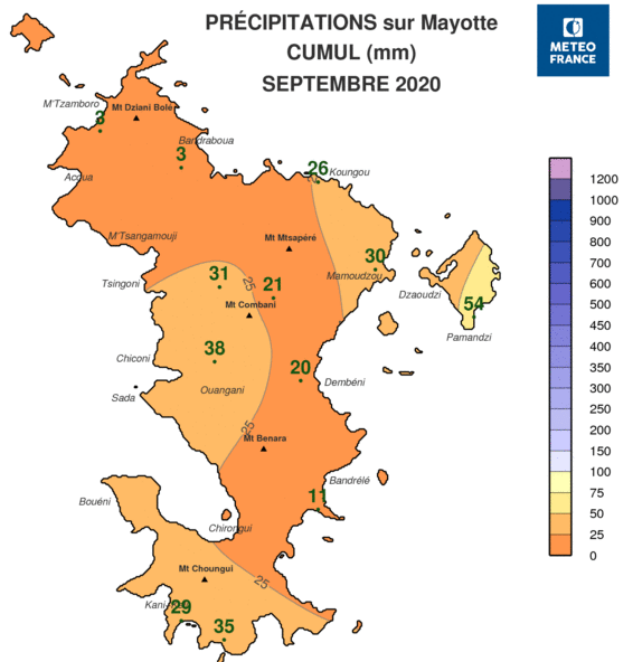 PRÉCIPITATIONS sur Mayotte
CUMUL (mm)
SEPTEMBRE 2020
METEO
FRANCE
M'Tzamboro
Mt Dziani Bolé
3
Bandraboua
3
Acoua
26
Koungou
M'Tsangamouji
Mt Mtsapéré
30
Mamoudzou
Tsingoni
31
25
21
Mt Combani
Dzaoudzi
54
Pamandzi
Chiconi
38
20
Ouangani
Dembéni
Sada
25
Mt Benara
Bandrélé
11
Bouéni
Chirongui
Mt Choungui
25
29
35
1200
1000
900
800
700
600
500
450
400
350
300
250
200
150
100
75
50
25
0